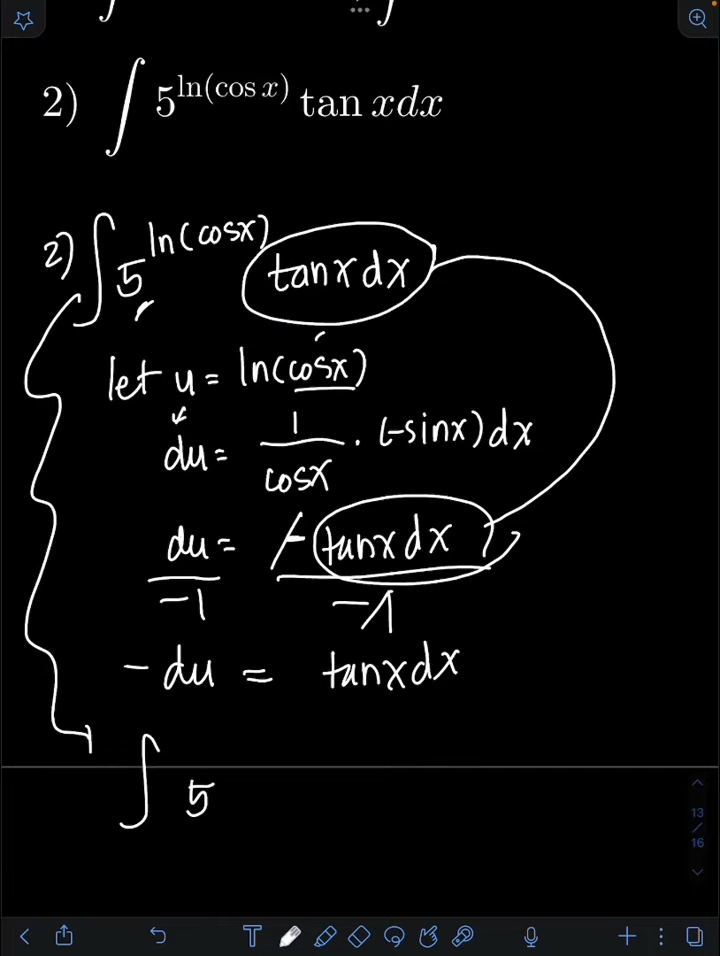 2) ∫ 5^{ln(cos x)} tan x dx
2) ∫ 5^{ln(cosx)} tanx dx
let u = ln(cosx)
du = 1/cosx · (-sinx) dx
du/-1 = -tanx dx/-1
-du = tanx dx
∫ 5
13
/
16
T